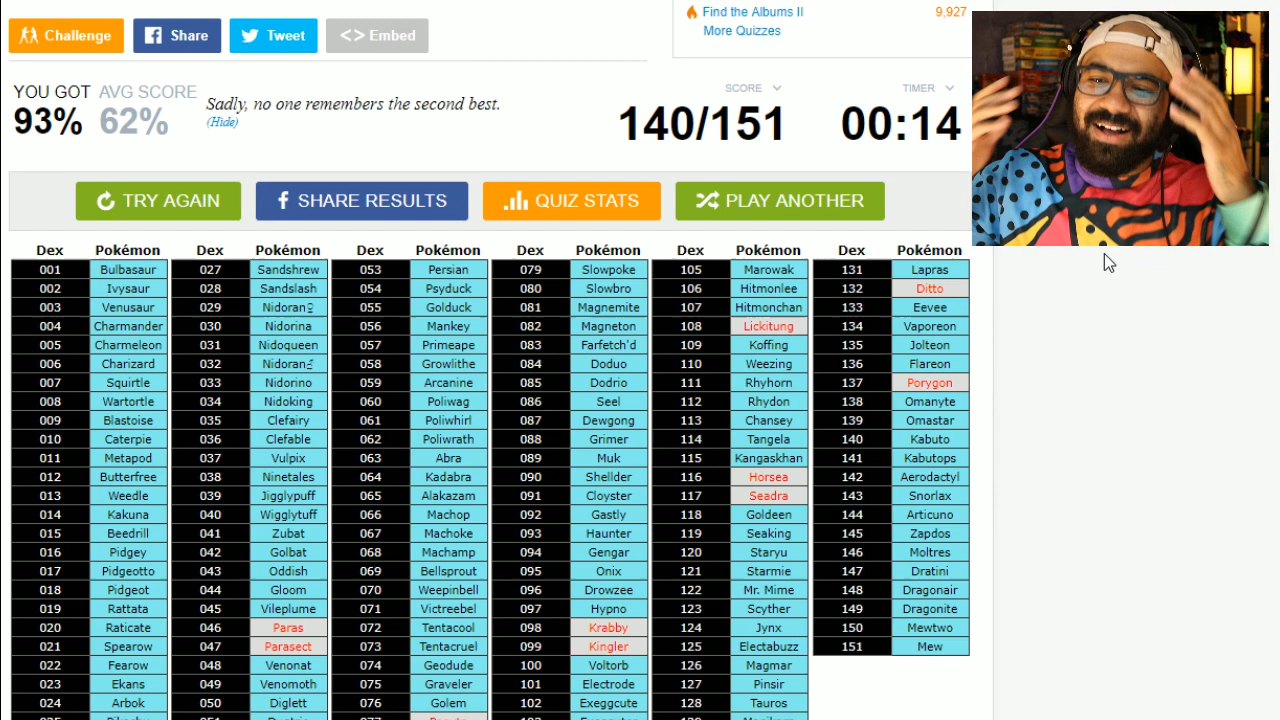 Challenge
Share
Tweet
<> Embed
Find the Albums II 9,927
More Quizzes
YOU GOT AVG SCORE
93% 62%
Sadly, no one remembers the second best.
(Hide)
SCORE TIMER
140/151 00:14
TRY AGAIN
SHARE RESULTS
QUIZ STATS
PLAY ANOTHER
Dex Pokémon Dex Pokémon Dex Pokémon Dex Pokémon Dex Pokémon Dex Pokémon
001 Bulbasaur 027 Sandshrew 053 Persian 079 Slowpoke 105 Marowak 131 Lapras
002 Ivysaur 028 Sandslash 054 Psyduck 080 Slowbro 106 Hitmonlee 132 Ditto
003 Venusaur 029 Nidoran♀ 055 Golduck 081 Magnemite 107 Hitmonchan 133 Eevee
004 Charmander 030 Nidorina 056 Mankey 082 Magneton 108 Lickitung 134 Vaporeon
005 Charmeleon 031 Nidoqueen 057 Primeape 083 Farfetch'd 109 Koffing 135 Jolteon
006 Charizard 032 Nidoran♂ 058 Growlithe 084 Doduo 110 Weezing 136 Flareon
007 Squirtle 033 Nidorino 059 Arcanine 085 Dodrio 111 Rhyhorn 137 Porygon
008 Wartortle 034 Nidoking 060 Poliwag 086 Seel 112 Rhydon 138 Omanyte
009 Blastoise 035 Clefairy 061 Poliwhirl 087 Dewgong 113 Chansey 139 Omastar
010 Caterpie 036 Clefable 062 Poliwrath 088 Grimer 114 Tangela 140 Kabuto
011 Metapod 037 Vulpix 063 Abra 089 Muk 115 Kangaskhan 141 Kabutops
012 Butterfree 038 Ninetales 064 Kadabra 090 Shellder 116 Horsea 142 Aerodactyl
013 Weedle 039 Jigglypuff 065 Alakazam 091 Cloyster 117 Seadra 143 Snorlax
014 Kakuna 040 Wigglytuff 066 Machop 092 Gastly 118 Goldeen 144 Articuno
015 Beedrill 041 Zubat 067 Machoke 093 Haunter 119 Seaking 145 Zapdos
016 Pidgey 042 Golbat 068 Machamp 094 Gengar 120 Staryu 146 Moltres
017 Pidgeotto 043 Oddish 069 Bellsprout 095 Onix 121 Starmie 147 Dratini
018 Pidgeot 044 Gloom 070 Weepinbell 096 Drowzee 122 Mr. Mime 148 Dragonair
019 Rattata 045 Vileplume 071 Victreebel 097 Hypno 123 Scyther 149 Dragonite
020 Raticate 046 Paras 072 Tentacool 098 Krabby 124 Jynx 150 Mewtwo
021 Spearow 047 Parasect 073 Tentacruel 099 Kingler 125 Electabuzz 151 Mew
022 Fearow 048 Venonat 074 Geodude 100 Voltorb 126 Magmar
023 Ekans 049 Venomoth 075 Graveler 101 Electrode 127 Pinsir
024 Arbok 050 Diglett 076 Golem 102 Exeggcute 128 Tauros